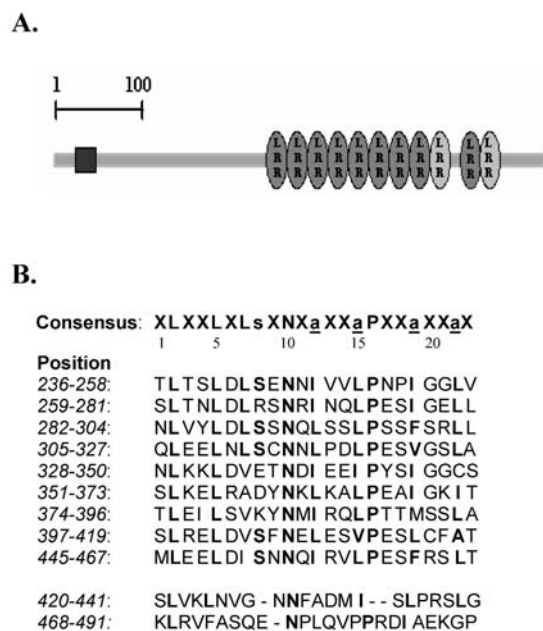 A.
1 100
L L L L L L L L L L L
R R R R R R R R R R R
R R R R R R R R R R R
B.
Consensus: XLXXLXLsXNXaXXaPXXaXXaX
1 5 10 15 20
Position
236-258: TLTSLDLSENNIVVLPNPIGGLV
259-281: SLTNLDLRSNRINQLPESIGELL
282-304: NLVYLDLSSNQLSSLPSSFSRLL
305-327: QLEELNLSCNNLPDLPESVGSLA
328-350: NLKKLDVETNDIEEIPYSIGGCS
351-373: SLKELRADYNKLKALPEAIGKIT
374-396: TLEILSVKYNMIRQLPTTMSSLA
397-419: SLRELDVSFNELESVPESLCFAT
445-467: MLEELDISNNQIRVLPESFRSLT
420-441: SLVKLNVG-NNFADMI--SLPRSLG
468-491: KLRVFASQE-NPLQVPPRDIAEKGP